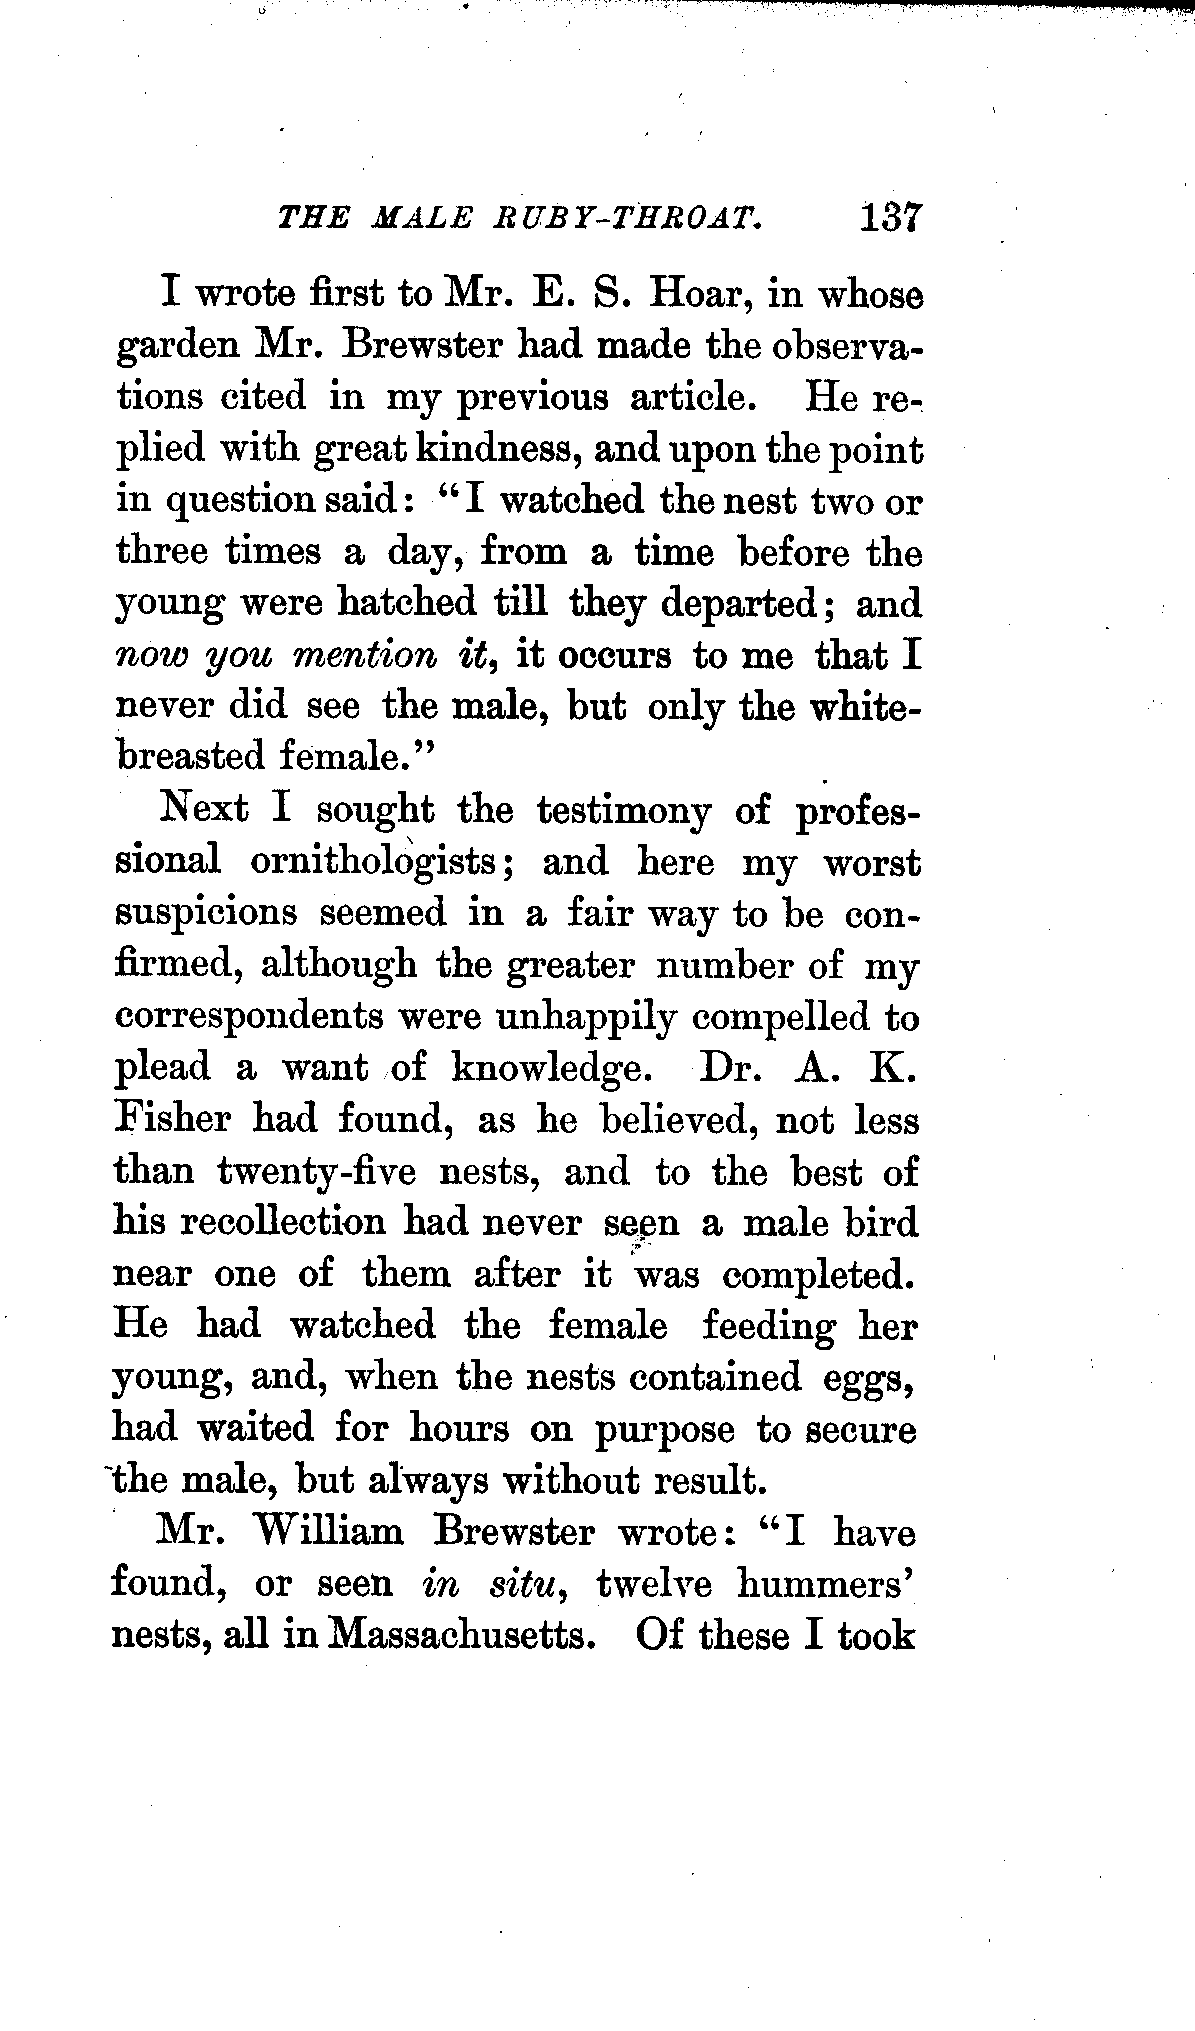 THE MALE RUBY-THROAT. 137
I wrote first to Mr. E. S. Hoar, in whose
garden Mr. Brewster had made the observa-
tions cited in my previous article. He re-
plied with great kindness, and upon the point
in question said: “I watched the nest two or
three times a day, from a time before the
young were hatched till they departed; and
now you mention it, it occurs to me that I
never did see the male, but only the white-
breasted female.”
Next I sought the testimony of profes-
sional ornithologists; and here my worst
suspicions seemed in a fair way to be con-
firmed, although the greater number of my
correspondents were unhappily compelled to
plead a want of knowledge. Dr. A. K.
Fisher had found, as he believed, not less
than twenty-five nests, and to the best of
his recollection had never seen a male bird
near one of them after it was completed.
He had watched the female feeding her
young, and, when the nests contained eggs,
had waited for hours on purpose to secure
the male, but always without result.
Mr. William Brewster wrote: “I have
found, or seen in situ, twelve hummers’
nests, all in Massachusetts. Of these I took